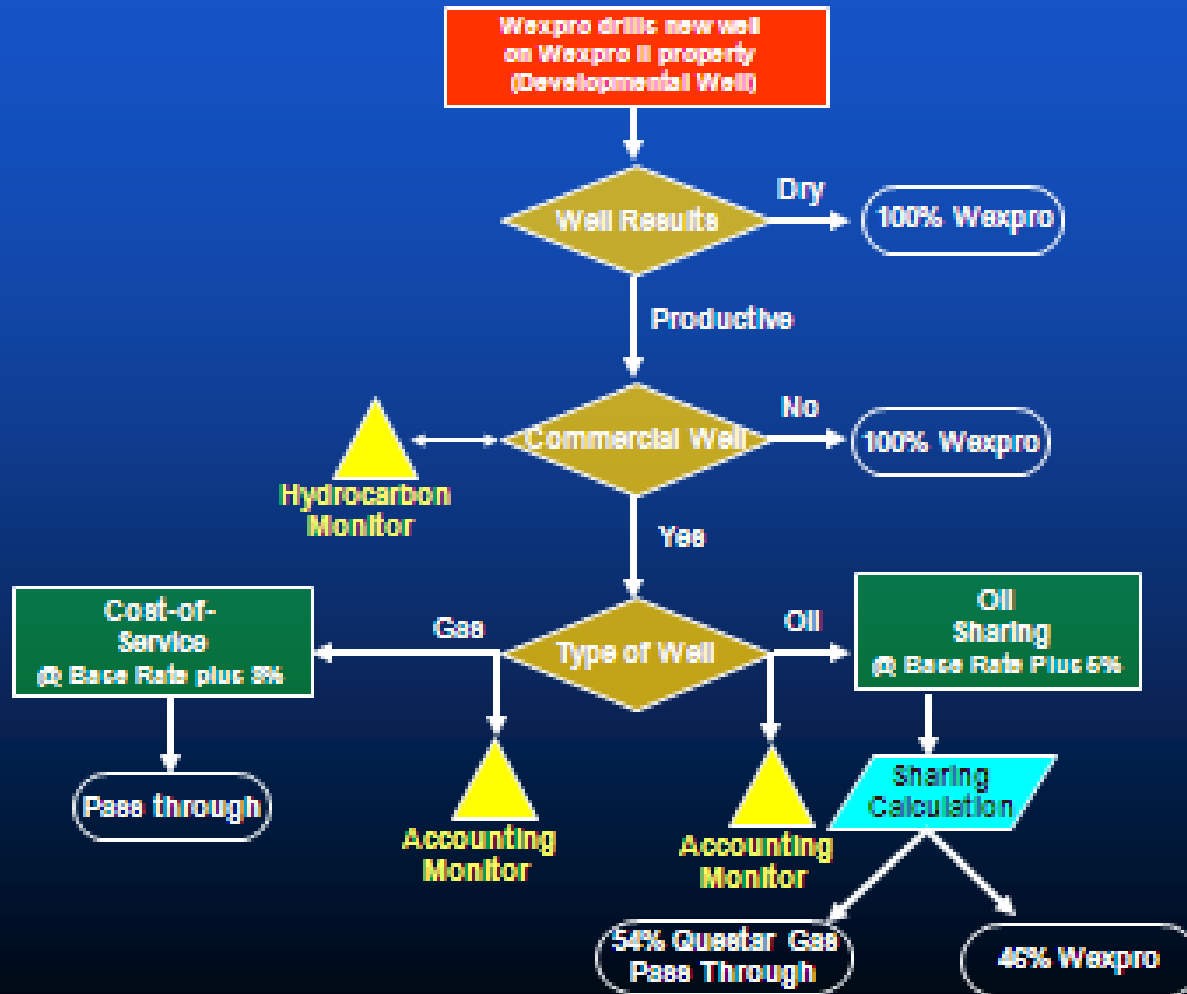 Wexpro drills new well
on Wexpro II property
(Developmental Well)
Well Results
Dry
100% Wexpro
Productive
Commercial Well
No
100% Wexpro
Hydrocarbon
Monitor
Yes
Type of Well
Gas
Cost-of-
Service
@ Base Rate plus
Pass through
Accounting
Monitor
Oil
Oil
Sharing
@ Base Rate Plus
Accounting
Monitor
Sharing
Calculation
54% Questar Gas
Pass Through
46% Wexpro